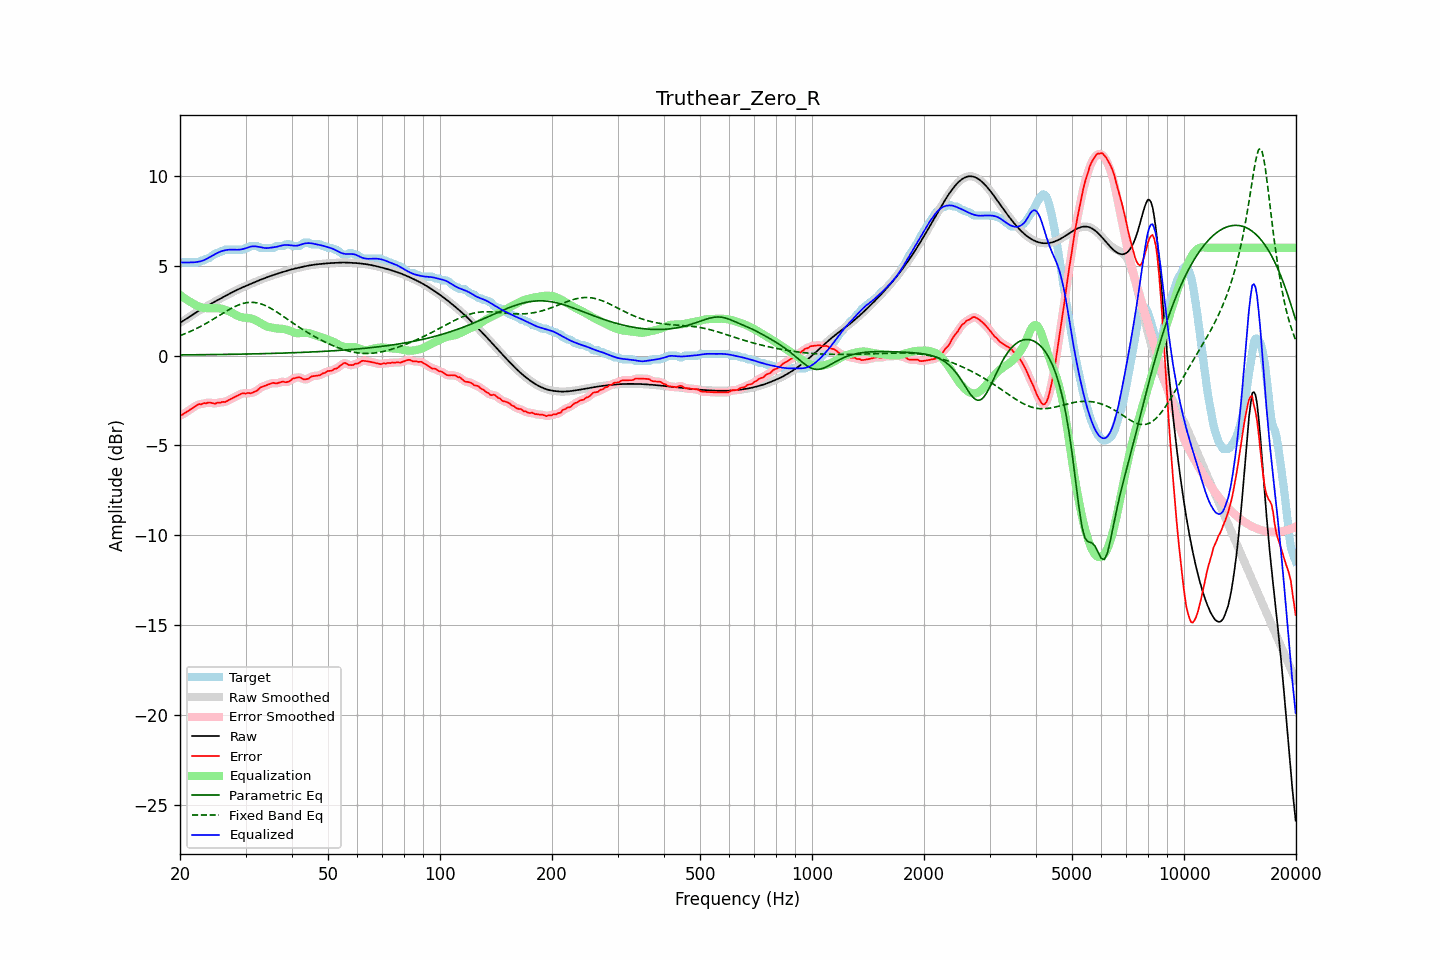 Truthear_Zero_R
10
5
0
−5
−10
−15
−20
−25
Amplitude (dBr)
Target
Raw Smoothed
Error Smoothed
Raw
Error
Equalization
Parametric Eq
Fixed Band Eq
Equalized
20 50 100 200 500 1000 2000 5000 10000 20000
Frequency (Hz)